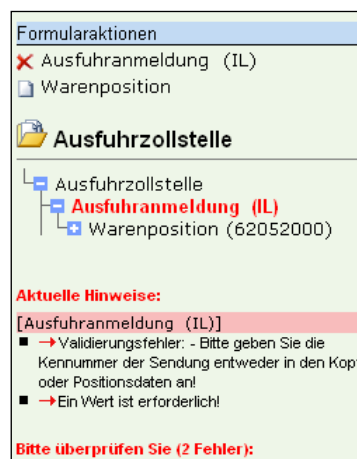 Formularaktionen
Ausfuhranmeldung (IL)
Warenposition
Ausfuhrzollstelle
Ausfuhrzollstelle
Ausfuhranmeldung (IL)
Warenposition (62052000)
Aktuelle Hinweise:
[Ausfuhranmeldung (IL)]
Validierungsfehler: - Bitte geben Sie die
Kennummer der Sendung entweder in den Kopf
oder Positionsdaten an!
Ein Wert ist erforderlich!
Bitte überprüfen Sie (2 Fehler):